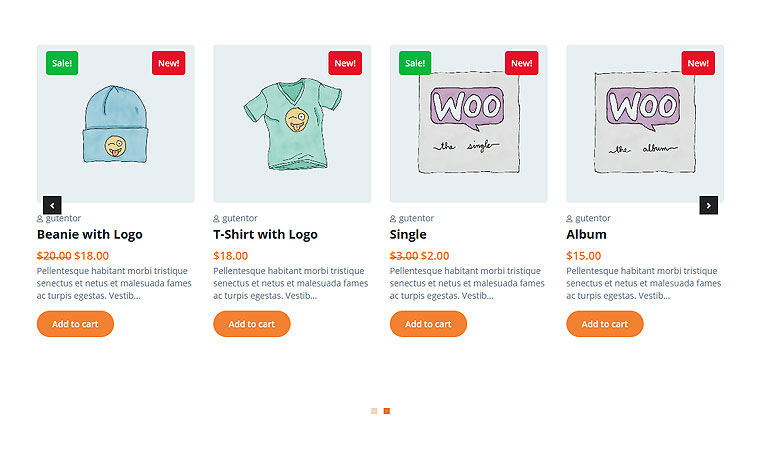 Sale!
New!
gutentor
Beanie with Logo
$20.00 $18.00
Pellentesque habitant morbi tristique
senectus et netus et malesuada fames
ac turpis egestas. Vestib...
Add to cart
New!
gutentor
T-Shirt with Logo
$18.00
Pellentesque habitant morbi tristique
senectus et netus et malesuada fames
ac turpis egestas. Vestib...
Add to cart
Sale!
New!
WOO
the single
gutentor
Single
$3.00 $2.00
Pellentesque habitant morbi tristique
senectus et netus et malesuada fames
ac turpis egestas. Vestib...
Add to cart
New!
WOO
the album
gutentor
Album
$15.00
Pellentesque habitant morbi tristique
senectus et netus et malesuada fames
ac turpis egestas. Vestib...
Add to cart